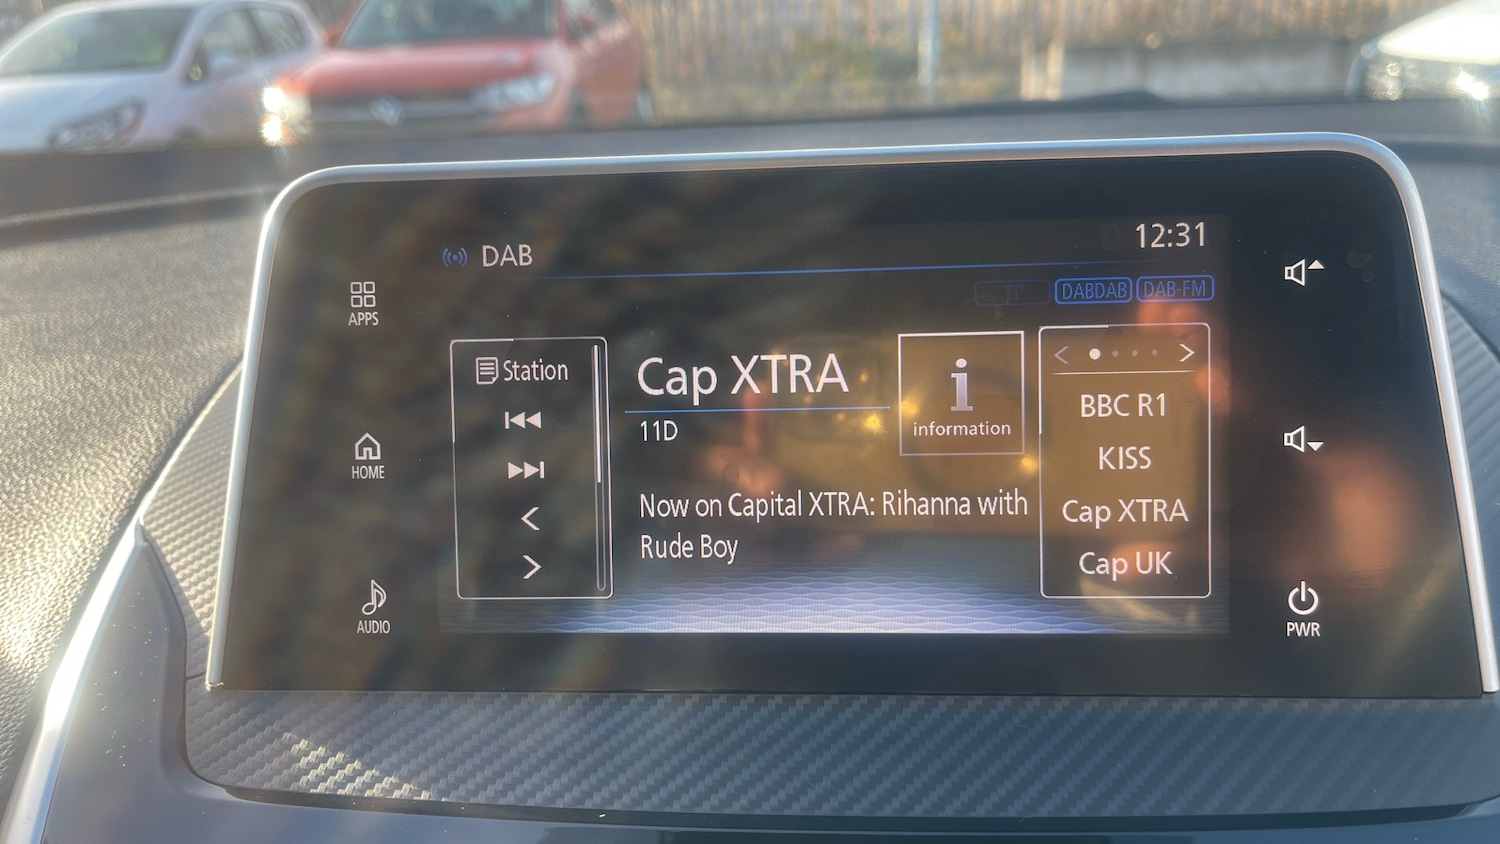 DAB
12:31
TP
DABDAB
DAB-FM
APPS
HOME
AUDIO
Station
Cap XTRA
11D
Now on Capital XTRA: Rihanna with
Rude Boy
information
BBC R1
KISS
Cap XTRA
Cap UK
PWR